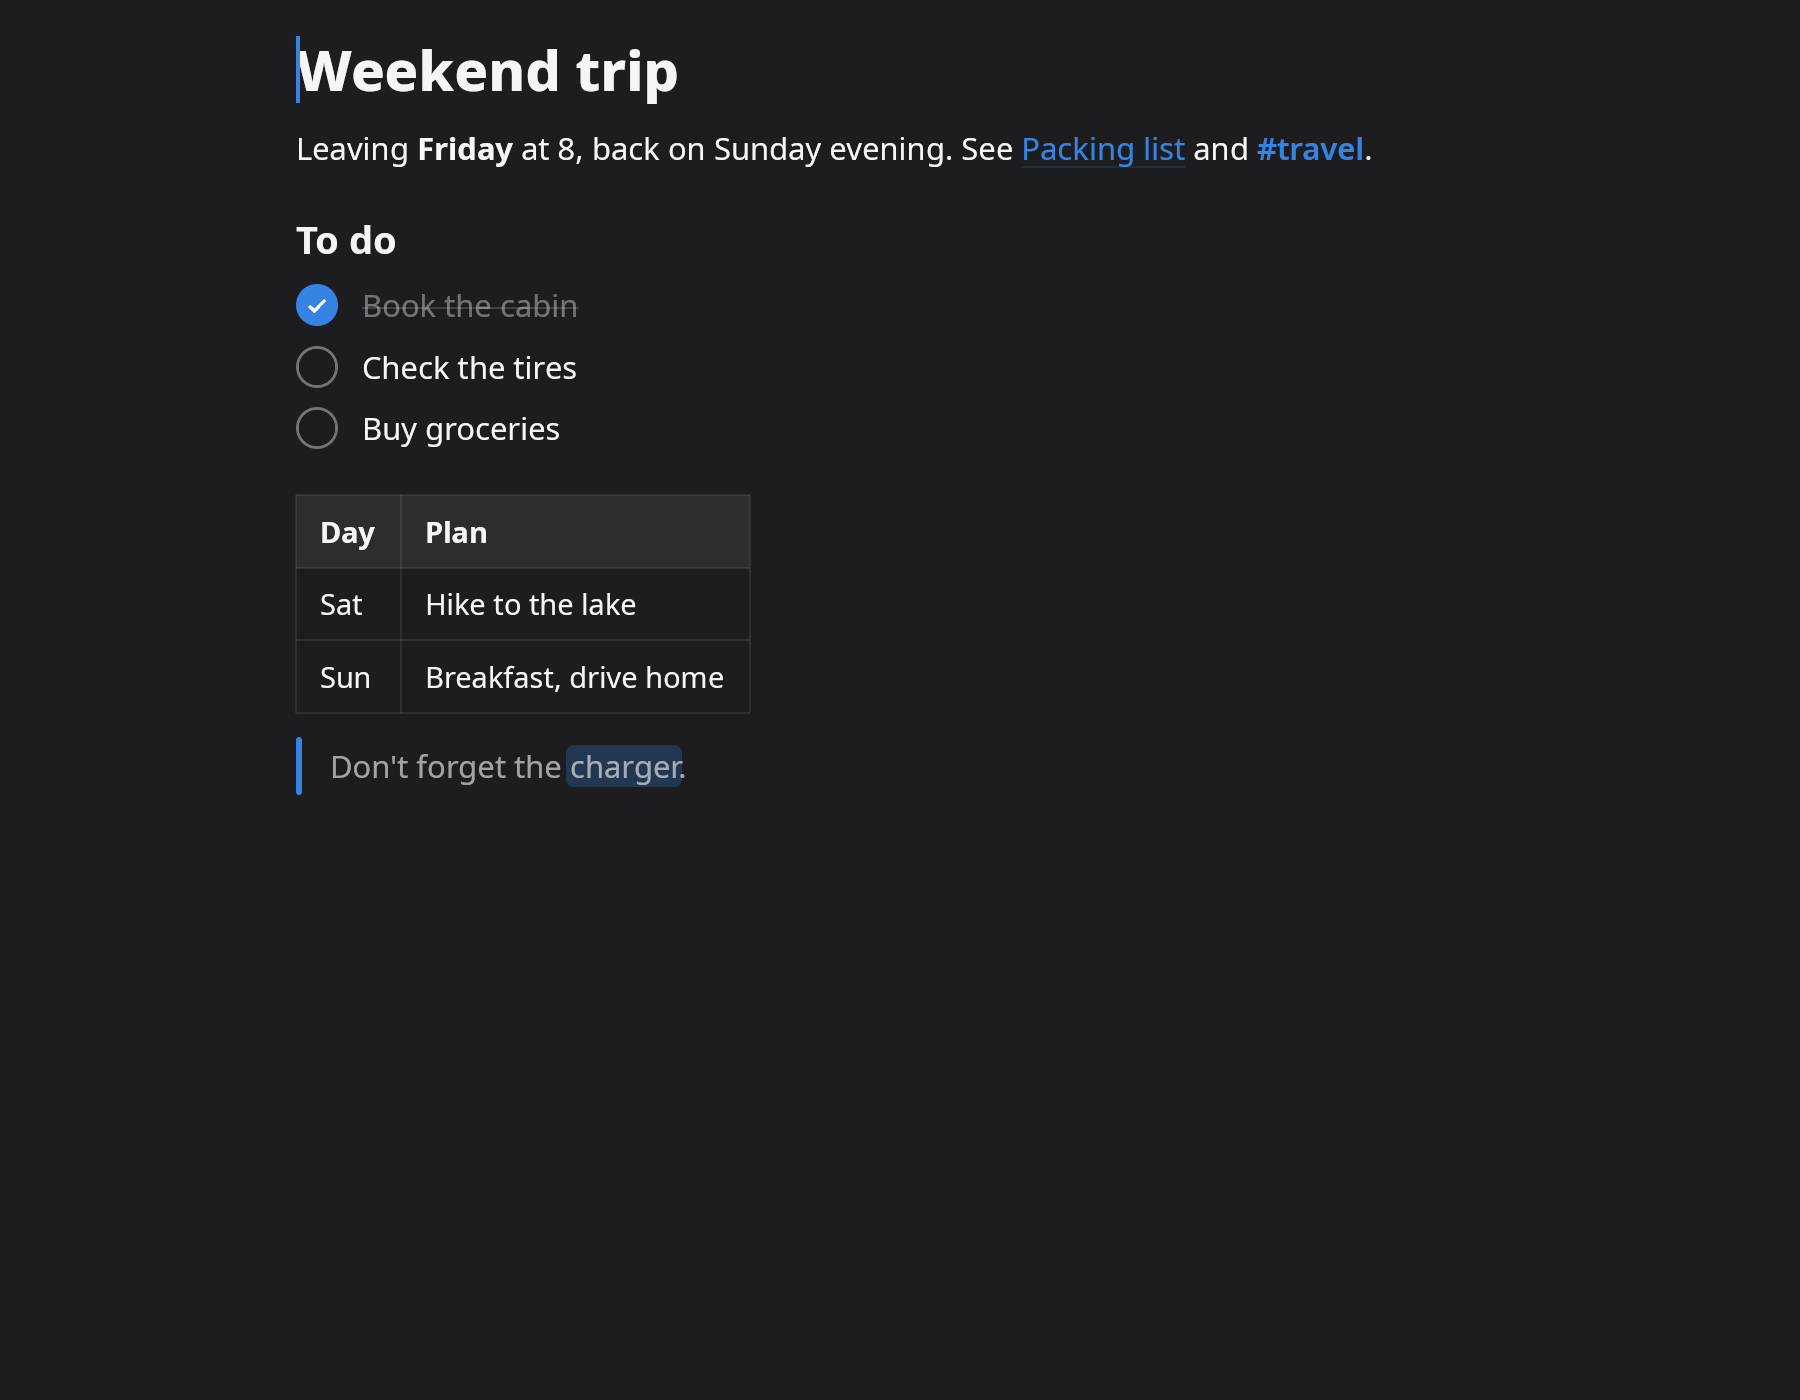 Weekend trip
Leaving Friday at 8, back on Sunday evening. See Packing list and #travel.
To do
Book the cabin
Check the tires
Buy groceries
Day Plan
Sat Hike to the lake
Sun Breakfast, drive home
Don't forget the charger.